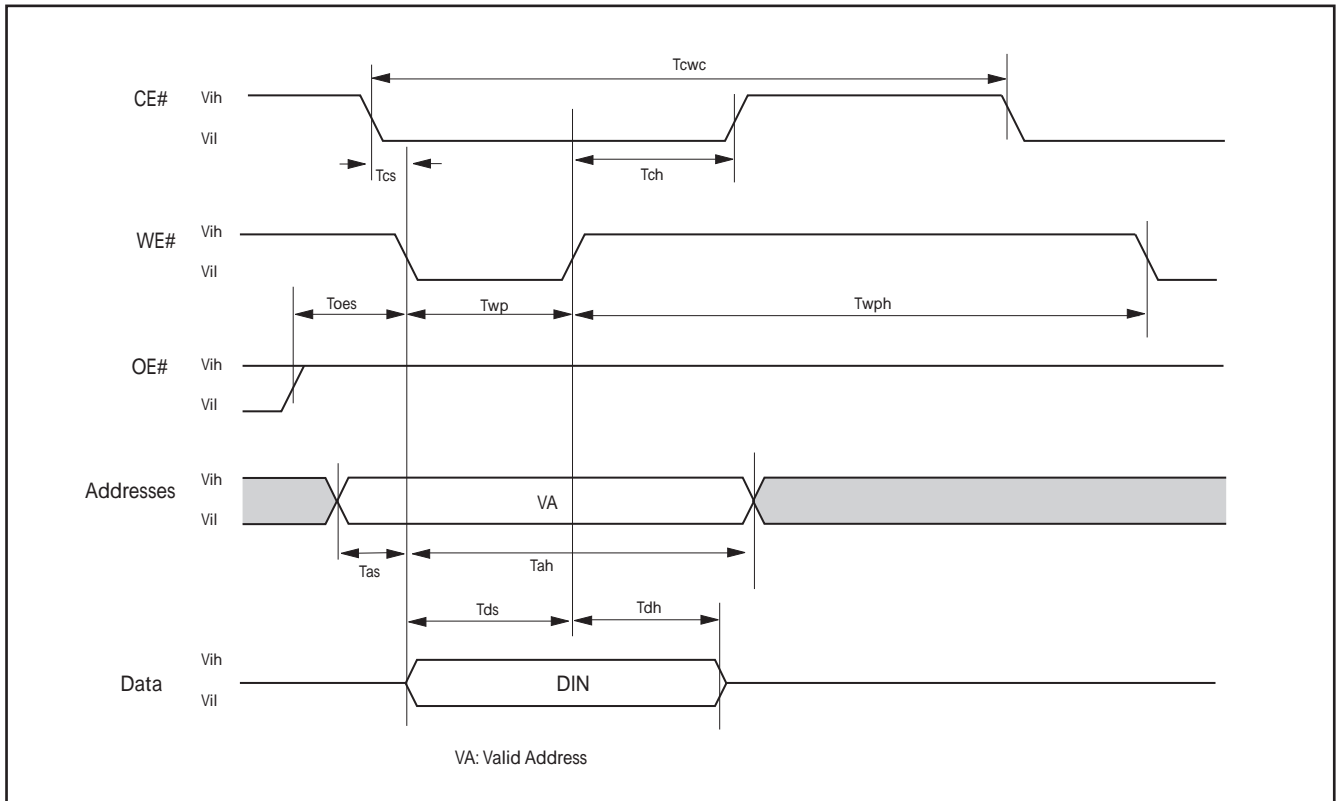 Tcwc
CE#
Vih
Vil
Tcs
Tch
WE#
Vih
Vil
Toes
Twp
Twph
OE#
Vih
Vil
Addresses
Vih
VA
Vil
Tas
Tah
Tds
Tdh
Vih
Data
DIN
Vil
VA: Valid Address